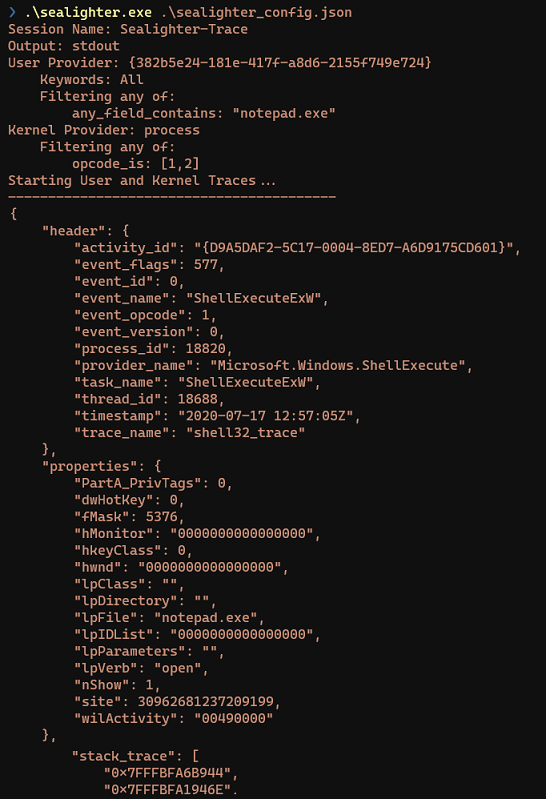 ❯ .\sealighter.exe .\sealighter_config.json
Session Name: Sealighter-Trace
Output: stdout
User Provider: {382b5e24-181e-417f-a8d6-2155f749e724}
    Keywords: All
    Filtering any of:
        any_field_contains: "notepad.exe"
Kernel Provider: process
    Filtering any of:
        opcode_is: [1,2]
Starting User and Kernel Traces...
-----------------------------------------
{
    "header": {
        "activity_id": "{D9A5DAF2-5C17-0004-8ED7-A6D9175CD601}",
        "event_flags": 577,
        "event_id": 0,
        "event_name": "ShellExecuteExW",
        "event_opcode": 1,
        "event_version": 0,
        "process_id": 18820,
        "provider_name": "Microsoft.Windows.ShellExecute",
        "task_name": "ShellExecuteExW",
        "thread_id": 18688,
        "timestamp": "2020-07-17 12:57:05Z",
        "trace_name": "shell32_trace"
    },
    "properties": {
        "PartA_PrivTags": 0,
        "dwHotKey": 0,
        "fMask": 5376,
        "hMonitor": "0000000000000000",
        "hkeyClass": 0,
        "hwnd": "0000000000000000",
        "lpClass": "",
        "lpDirectory": "",
        "lpFile": "notepad.exe",
        "lpIDList": "0000000000000000",
        "lpParameters": "",
        "lpVerb": "open",
        "nShow": 1,
        "site": 30962681237209199,
        "wilActivity": "00490000"
    },
        "stack_trace": [
            "0x7FFFBFA6B944",
            "0x7FFFBFA1946E",